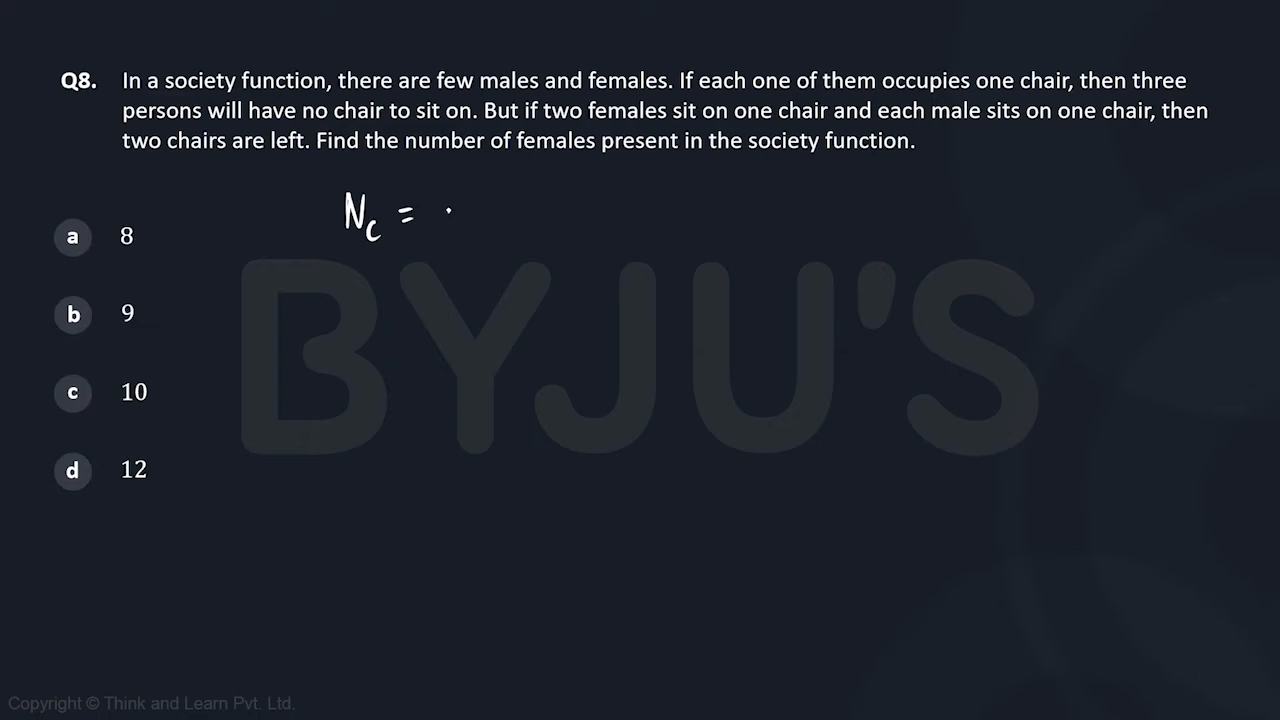 Q8. In a society function, there are few males and females. If each one of them occupies one chair, then three
persons will have no chair to sit on. But if two females sit on one chair and each male sits on one chair, then
two chairs are left. Find the number of females present in the society function.
N_c = .
a 8
b 9
c 10
d 12
BYJU'S
Copyright © Think and Learn Pvt. Ltd.